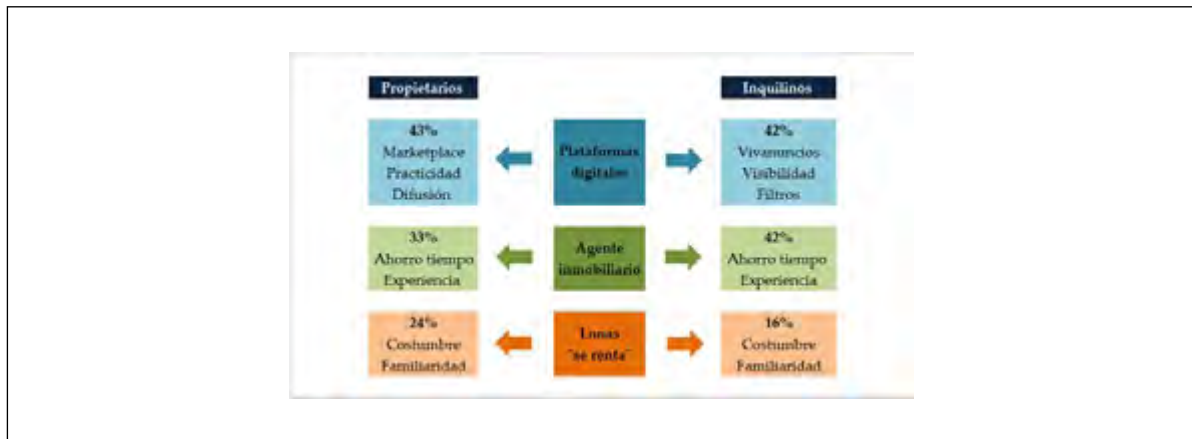 Propietarios
Inquilinos
43%
Marketplace
Practicidad
Difusión
Plataformas
digitales
42%
Vivanuncios
Visibilidad
Filtros
33%
Ahorro tiempo
Experiencia
Agente
inmobiliario
42%
Ahorro tiempo
Experiencia
24%
Costumbre
Familiaridad
Lonas
"se renta"
16%
Costumbre
Familiaridad